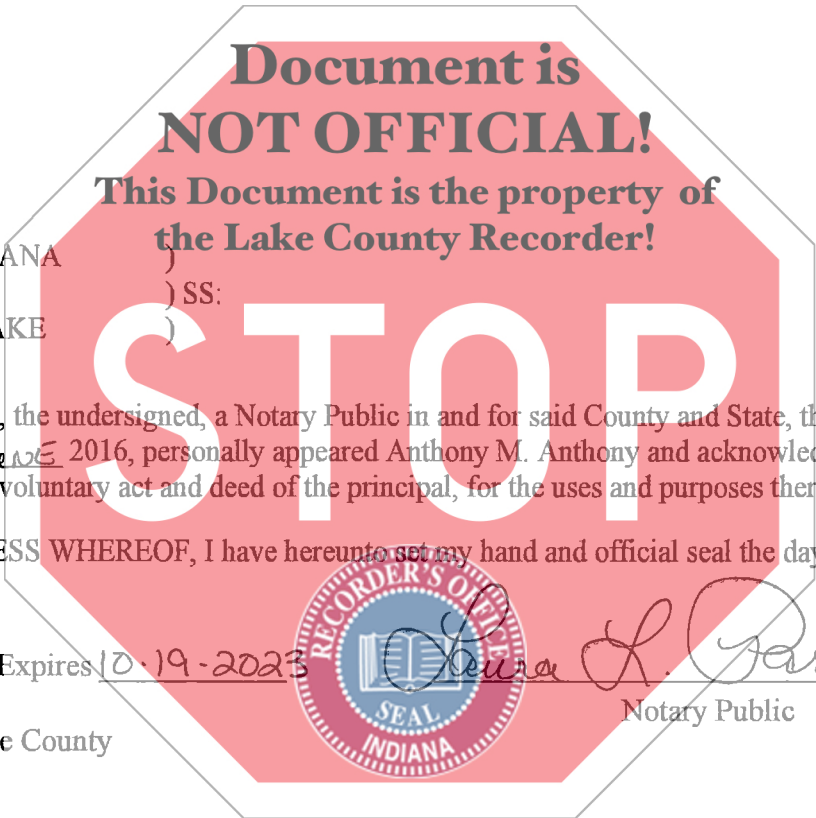 Document is
NOT OFFICIAL!
This Document is the property of
the Lake County Recorder!
ANA )
) SS:
AKE )
STOP
, the undersigned, a Notary Public in and for said County and State, th
NE 2016, personally appeared Anthony M. Anthony and acknowled
voluntary act and deed of the principal, for the uses and purposes ther
ESS WHEREOF, I have hereunto set my hand and official seal the day
RECORDER'S OFFICE
SEAL
INDIANA
Expires 10-19-2023 Laura L. Par
Notary Public
e County